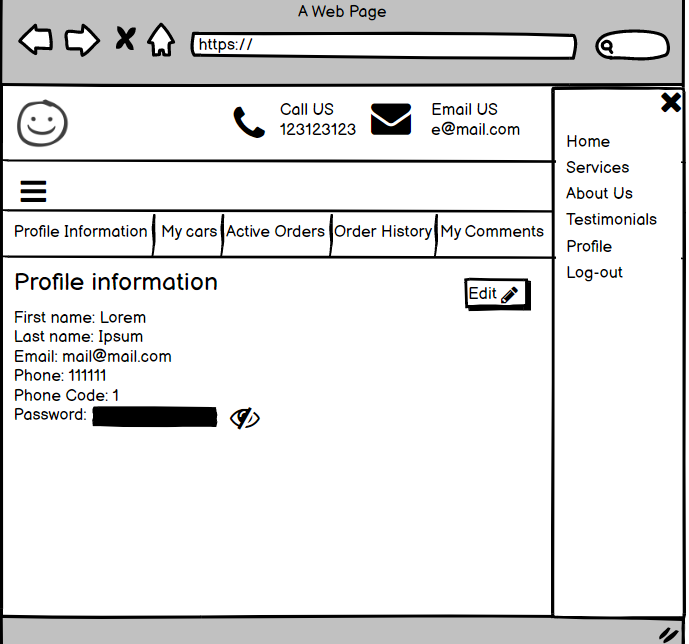 A Web Page
https://
Call US
123123123
Email US
e@mail.com
Home
Services
About Us
Testimonials
Profile
Log-out
Profile Information My cars Active Orders Order History My Comments
Profile information
Edit
First name: Lorem
Last name: Ipsum
Email: mail@mail.com
Phone: 111111
Phone Code: 1
Password: